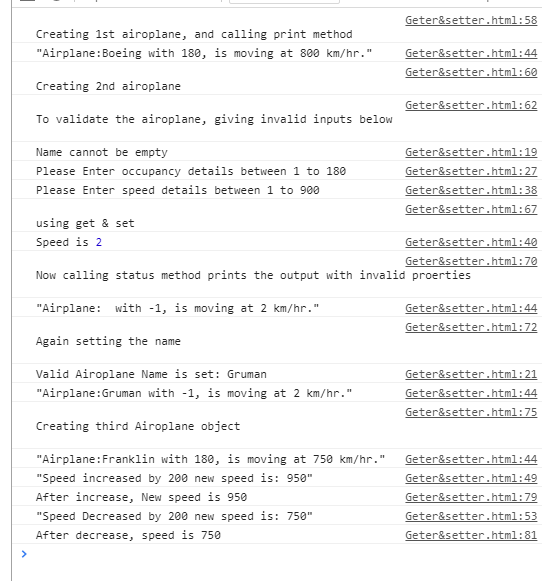 Geter&setter.html:58
Creating 1st airoplane, and calling print method
"Airplane:Boeing with 180, is moving at 800 km/hr." Geter&setter.html:44
Geter&setter.html:60
Creating 2nd airoplane
Geter&setter.html:62
To validate the airoplane, giving invalid inputs below
Name cannot be empty Geter&setter.html:19
Please Enter occupancy details between 1 to 180 Geter&setter.html:27
Please Enter speed details between 1 to 900 Geter&setter.html:38
Geter&setter.html:67
using get & set
Speed is 2 Geter&setter.html:40
Geter&setter.html:70
Now calling status method prints the output with invalid proerties
"Airplane:  with -1, is moving at 2 km/hr." Geter&setter.html:44
Geter&setter.html:72
Again setting the name
Valid Airoplane Name is set: Gruman Geter&setter.html:21
"Airplane:Gruman with -1, is moving at 2 km/hr." Geter&setter.html:44
Geter&setter.html:75
Creating third Airoplane object
"Airplane:Franklin with 180, is moving at 750 km/hr." Geter&setter.html:44
"Speed increased by 200 new speed is: 950" Geter&setter.html:49
After increase, New speed is 950 Geter&setter.html:79
"Speed Decreased by 200 new speed is: 750" Geter&setter.html:53
After decrease, speed is 750 Geter&setter.html:81